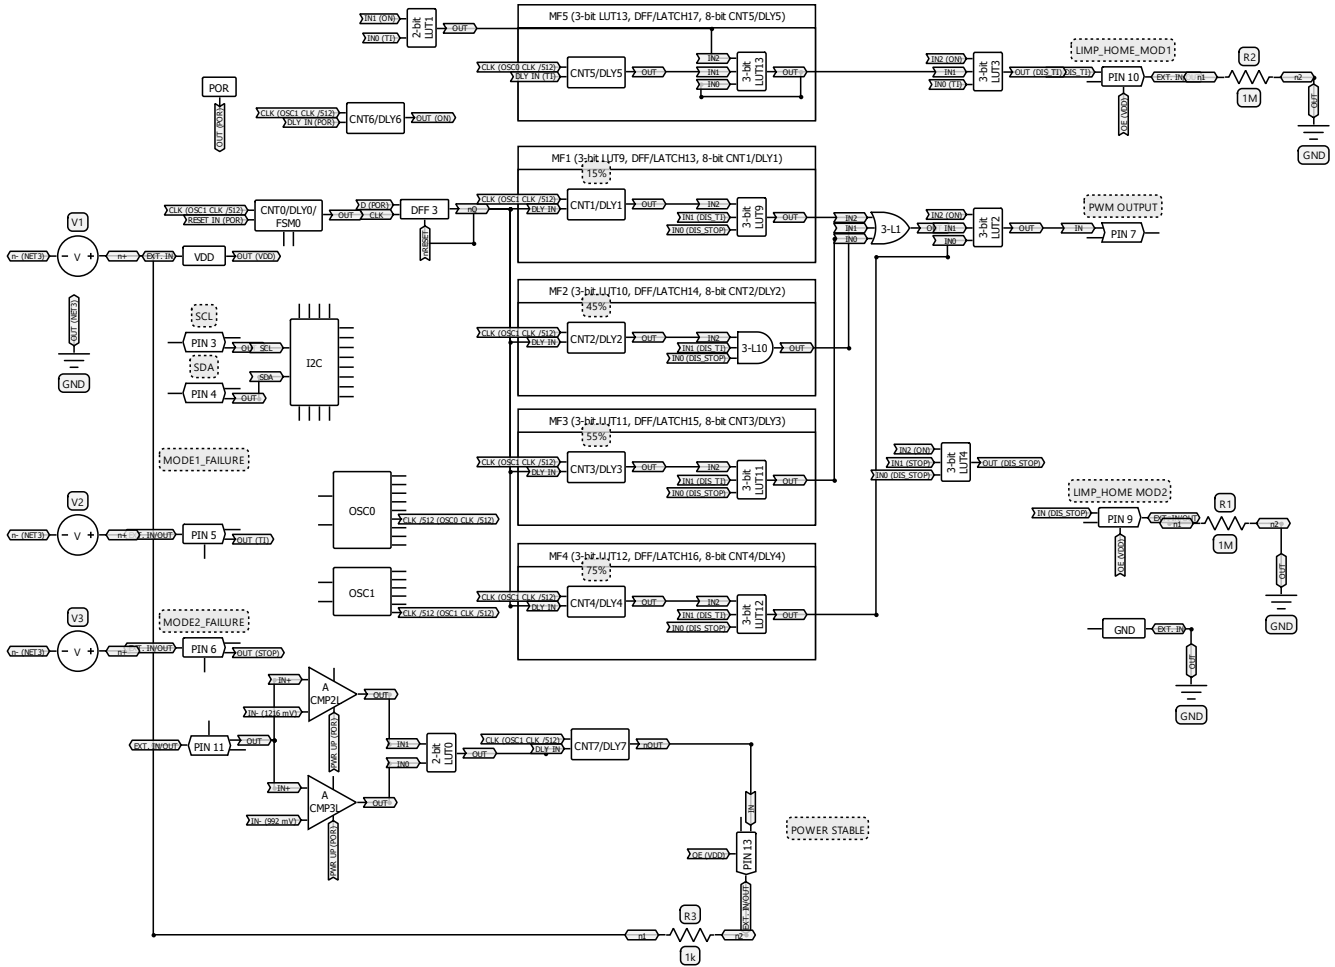 IN1 (ON)
IN0 (TI)
2-bit
LUT1
OUT
MF5 (3-bit LUT13, DFF/LATCH17, 8-bit CNT5/DLY5)
CLK (OSC0 CLK /512)
DLY IN (TI)
CNT5/DLY5
OUT
IN2
IN1
IN0
3-bit
LUT13
OUT
IN2 (ON)
IN1
IN0 (TI)
3-bit
LUT3
OUT (DIS_TI)
DIS_TI)
LIMP_HOME_MOD1
PIN 10
OE (VDD)
EXT. IN
n1
R2
1M
n2
OUT
GND
POR
OUT (POR)
CLK (OSC1 CLK /512)
DLY IN (POR)
CNT6/DLY6
OUT (ON)
MF1 (3-bit LUT9, DFF/LATCH13, 8-bit CNT1/DLY1)
15%
CLK (OSC1 CLK /512)
DLY IN
CNT1/DLY1
OUT
IN2
IN1 (DIS_TI)
IN0 (DIS_STOP)
3-bit
LUT9
OUT
CLK (OSC1 CLK /512)
RESET IN (POR)
CNT0/DLY0/
FSM0
OUT
CLK
D (POR)
DFF 3
nQ
nRESET
IN2
IN1
IN0
3-L1
IN2 (ON)
IN1
IN0
3-bit
LUT2
OUT
IN
PWM OUTPUT
PIN 7
V1
n- (NET3)
V
n+
EXT. IN
VDD
OUT (VDD)
OUT (NET3)
GND
MF2 (3-bit LUT10, DFF/LATCH14, 8-bit CNT2/DLY2)
45%
CLK (OSC1 CLK /512)
DLY IN
CNT2/DLY2
OUT
IN2
IN1 (DIS_TI)
IN0 (DIS_STOP)
3-L10
OUT
SCL
PIN 3
SCL
SDA
PIN 4
OUT
SDA
I2C
MF3 (3-bit LUT11, DFF/LATCH15, 8-bit CNT3/DLY3)
55%
CLK (OSC1 CLK /512)
DLY IN
CNT3/DLY3
OUT
IN2
IN1 (DIS_TI)
IN0 (DIS_STOP)
3-bit
LUT11
OUT
IN2 (ON)
IN1 (STOP)
IN0 (DIS_STOP)
3-bit
LUT4
OUT (DIS_STOP)
MODE1_FAILURE
V2
n- (NET3)
V
n+
T. IN/OUT
PIN 5
OUT (TI)
OSC0
CLK /512 (OSC0 CLK /512)
OSC1
CLK /512 (OSC1 CLK /512)
LIMP_HOME MOD2
IN (DIS_STOP)
PIN 9
OE (VDD)
EXT. IN/OUT
n1
R1
1M
n2
OUT
GND
MF4 (3-bit LUT12, DFF/LATCH16, 8-bit CNT4/DLY4)
75%
CLK (OSC1 CLK /512)
DLY IN
CNT4/DLY4
OUT
IN2
IN1 (DIS_TI)
IN0 (DIS_STOP)
3-bit
LUT12
OUT
MODE2_FAILURE
V3
n- (NET3)
V
n+
T. IN/OUT
PIN 6
OUT (STOP)
GND
EXT. IN
OUT
GND
IN+
IN- (1216 mV)
A
CMP2L
OUT
PWR UP (POR)
EXT. IN/OUT
PIN 11
OUT
IN+
IN- (992 mV)
A
CMP3L
OUT
PWR UP (POR)
IN1
IN0
2-bit
LUT0
OUT
CLK (OSC1 CLK /512)
DLY IN
CNT7/DLY7
nOUT
IN
OE (VDD)
PIN 13
EXT. IN/OUT
POWER STABLE
n1
R3
1k
n2